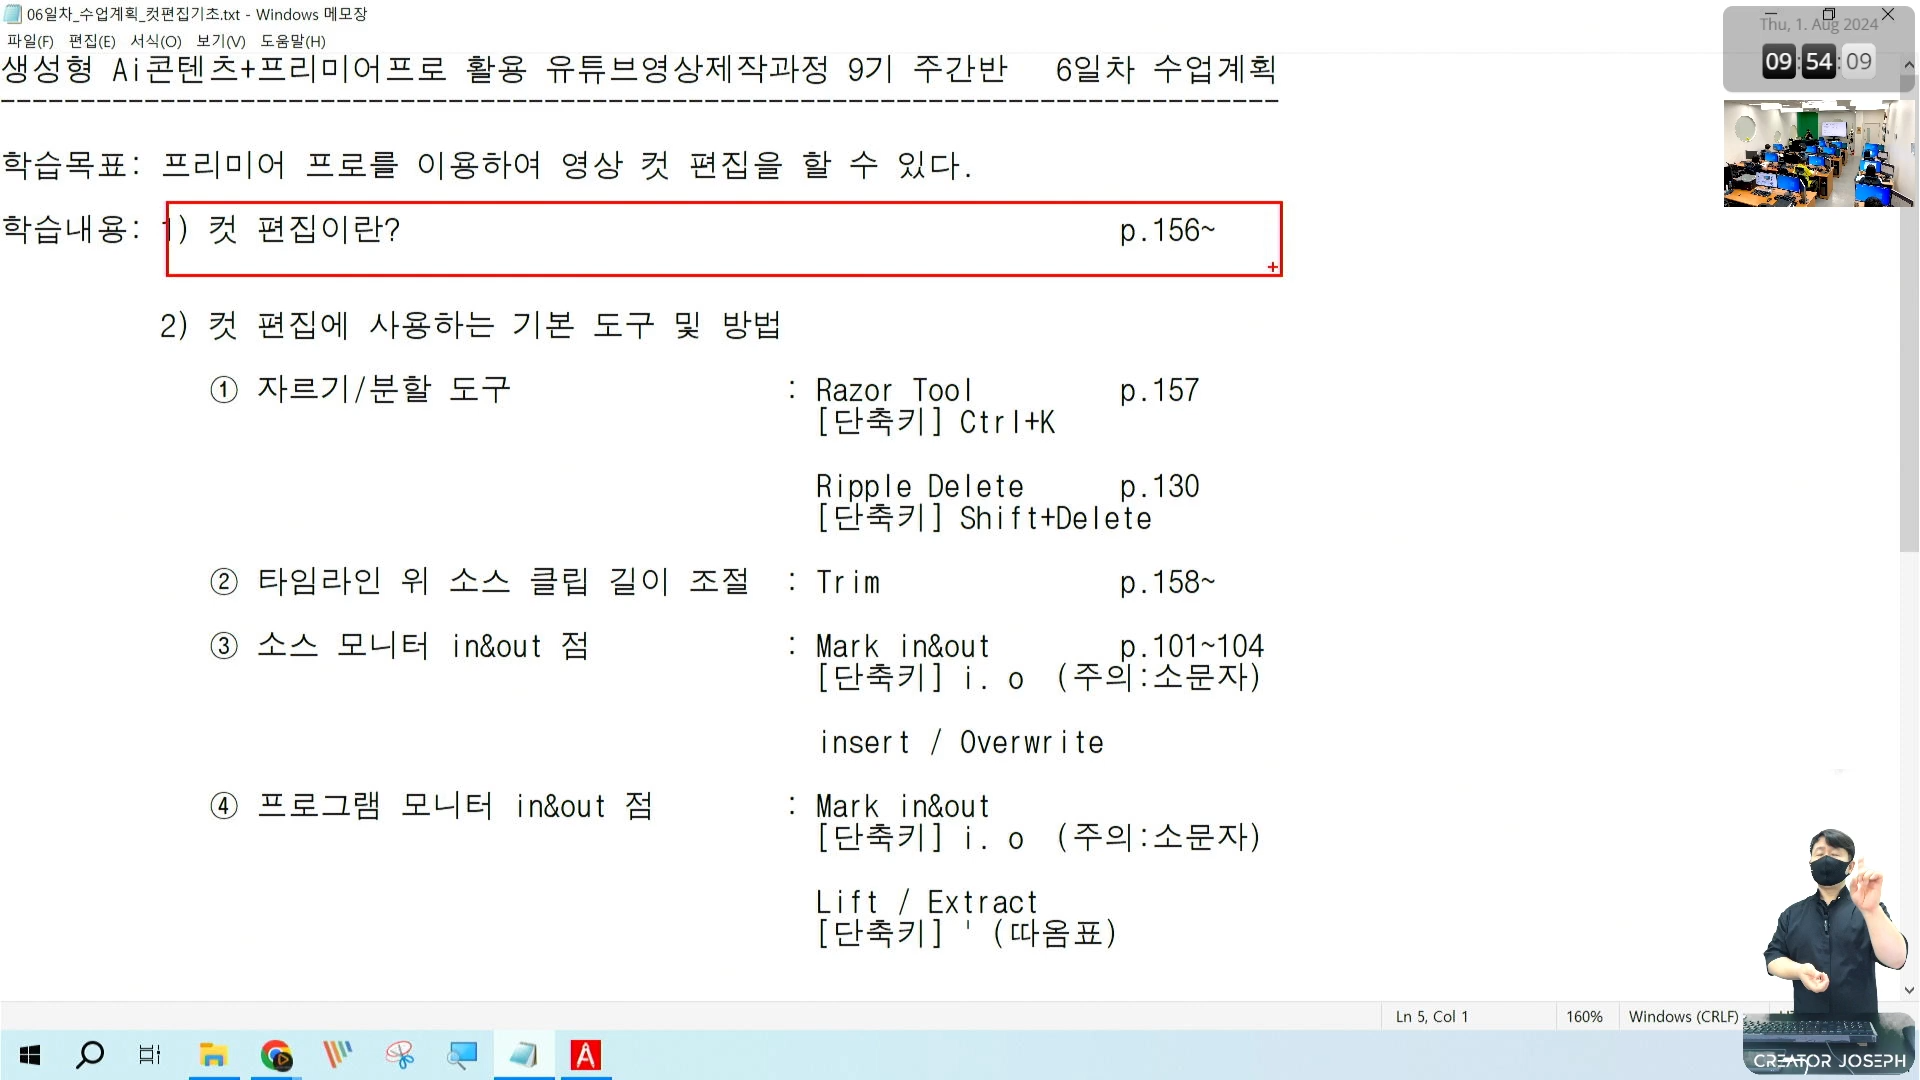 06일차_수업계획_컷편집기초.txt - Windows 메모장
파일(F) 편집(E) 서식(O) 보기(V) 도움말(H)
Thu, 1. Aug 2024
09:54:09
생성형 Ai콘텐츠+프리미어프로 활용 유튜브영상제작과정 9기 주간반 6일차 수업계획
--------------------------------------------------------------------------------
학습목표: 프리미어 프로를 이용하여 영상 컷 편집을 할 수 있다.
학습내용: 1) 컷 편집이란? p.156~
2) 컷 편집에 사용하는 기본 도구 및 방법
① 자르기/분할 도구 : Razor Tool p.157
[단축키] Ctrl+K
Ripple Delete p.130
[단축키] Shift+Delete
② 타임라인 위 소스 클립 길이 조절 : Trim p.158~
③ 소스 모니터 in&out 점 : Mark in&out p.101~104
[단축키] i. o (주의:소문자)
insert / Overwrite
④ 프로그램 모니터 in&out 점 : Mark in&out
[단축키] i. o (주의:소문자)
Lift / Extract
[단축키] ' (따옴표)
Ln 5, Col 1 160% Windows (CRLF)
CREATOR JOSEPH